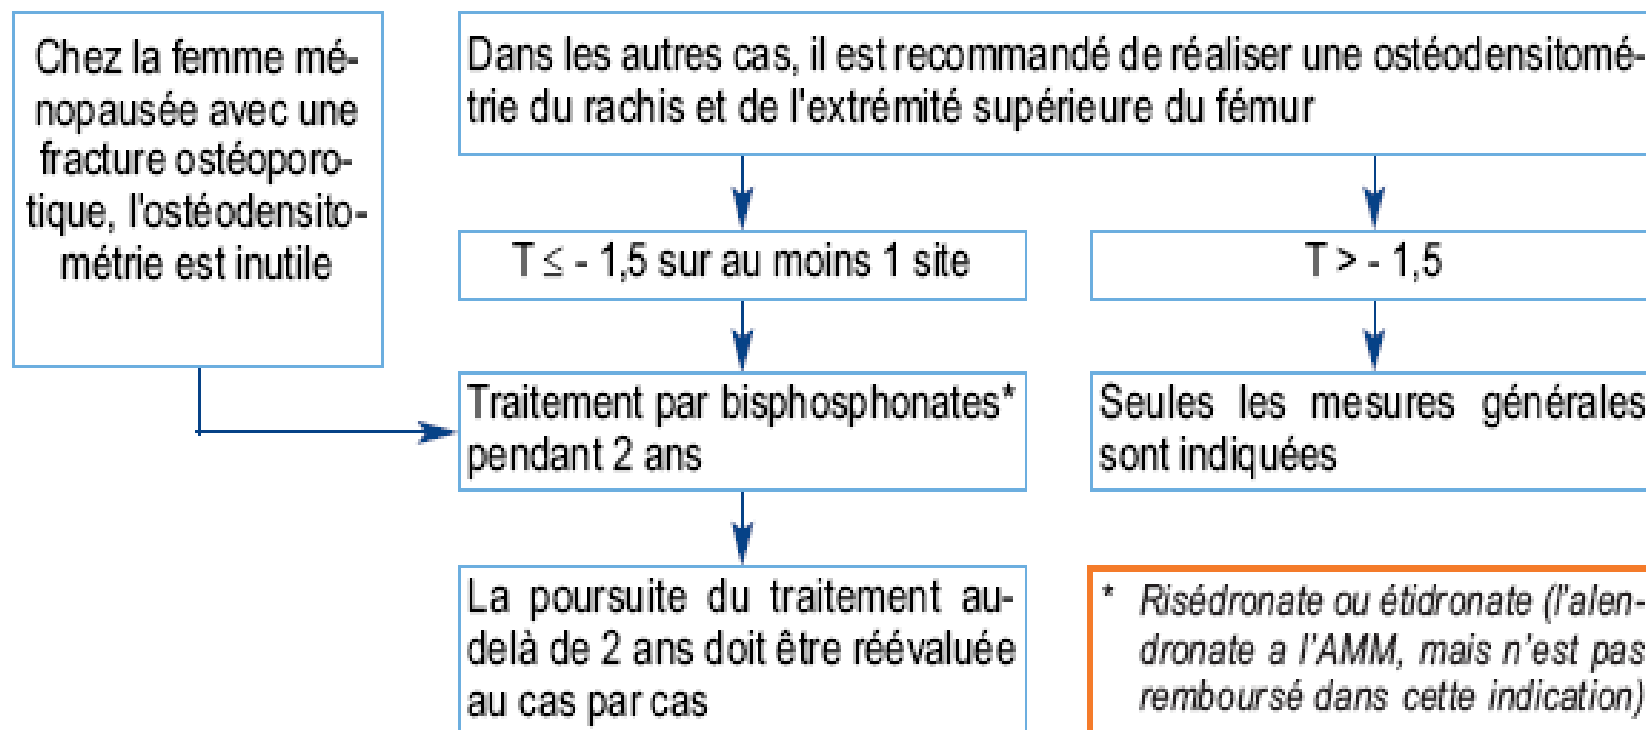 Chez la femme mé-
nopausée avec une
fracture ostéoporo-
tique, l'ostéodensito-
métrie est inutile
Dans les autres cas, il est recommandé de réaliser une ostéodensitomé-
trie du rachis et de l'extrémité supérieure du fémur
T ≤ - 1,5 sur au moins 1 site
T > - 1,5
Traitement par bisphosphonates*
pendant 2 ans
Seules les mesures générales
sont indiquées
La poursuite du traitement au-
delà de 2 ans doit être réévaluée
au cas par cas
* Risédronate ou étidronate (l'alen-
dronate a l'AMM, mais n'est pas
remboursé dans cette indication)